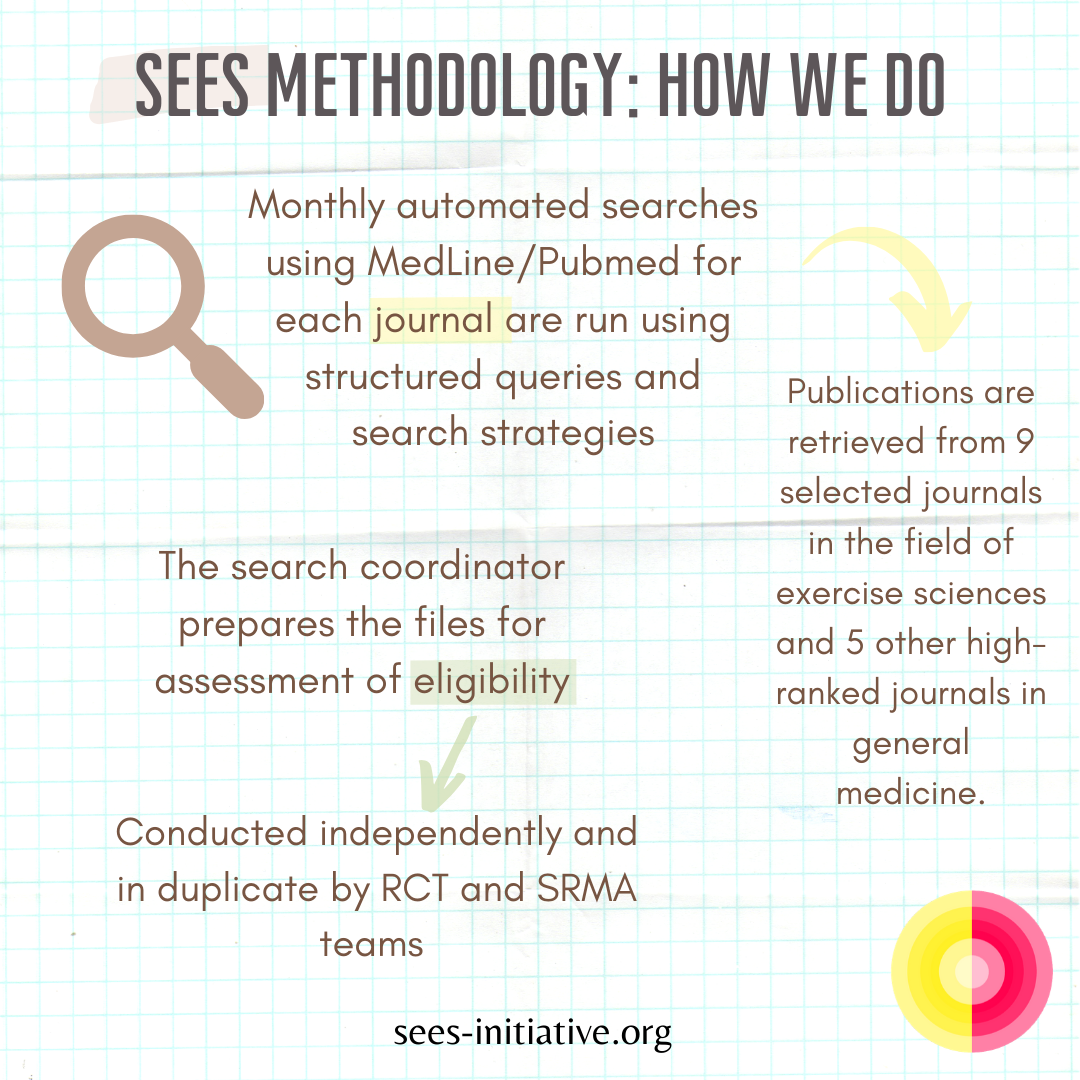 SEES METHODOLOGY: HOW WE DO
Monthly automated searches
using MedLine/Pubmed for
each journal are run using
structured queries and
search strategies
Publications are
retrieved from 9
selected journals
in the field of
exercise sciences
and 5 other high-
ranked journals in
general
medicine.
The search coordinator
prepares the files for
assessment of eligibility
Conducted independently and
in duplicate by RCT and SRMA
teams
sees-initiative.org